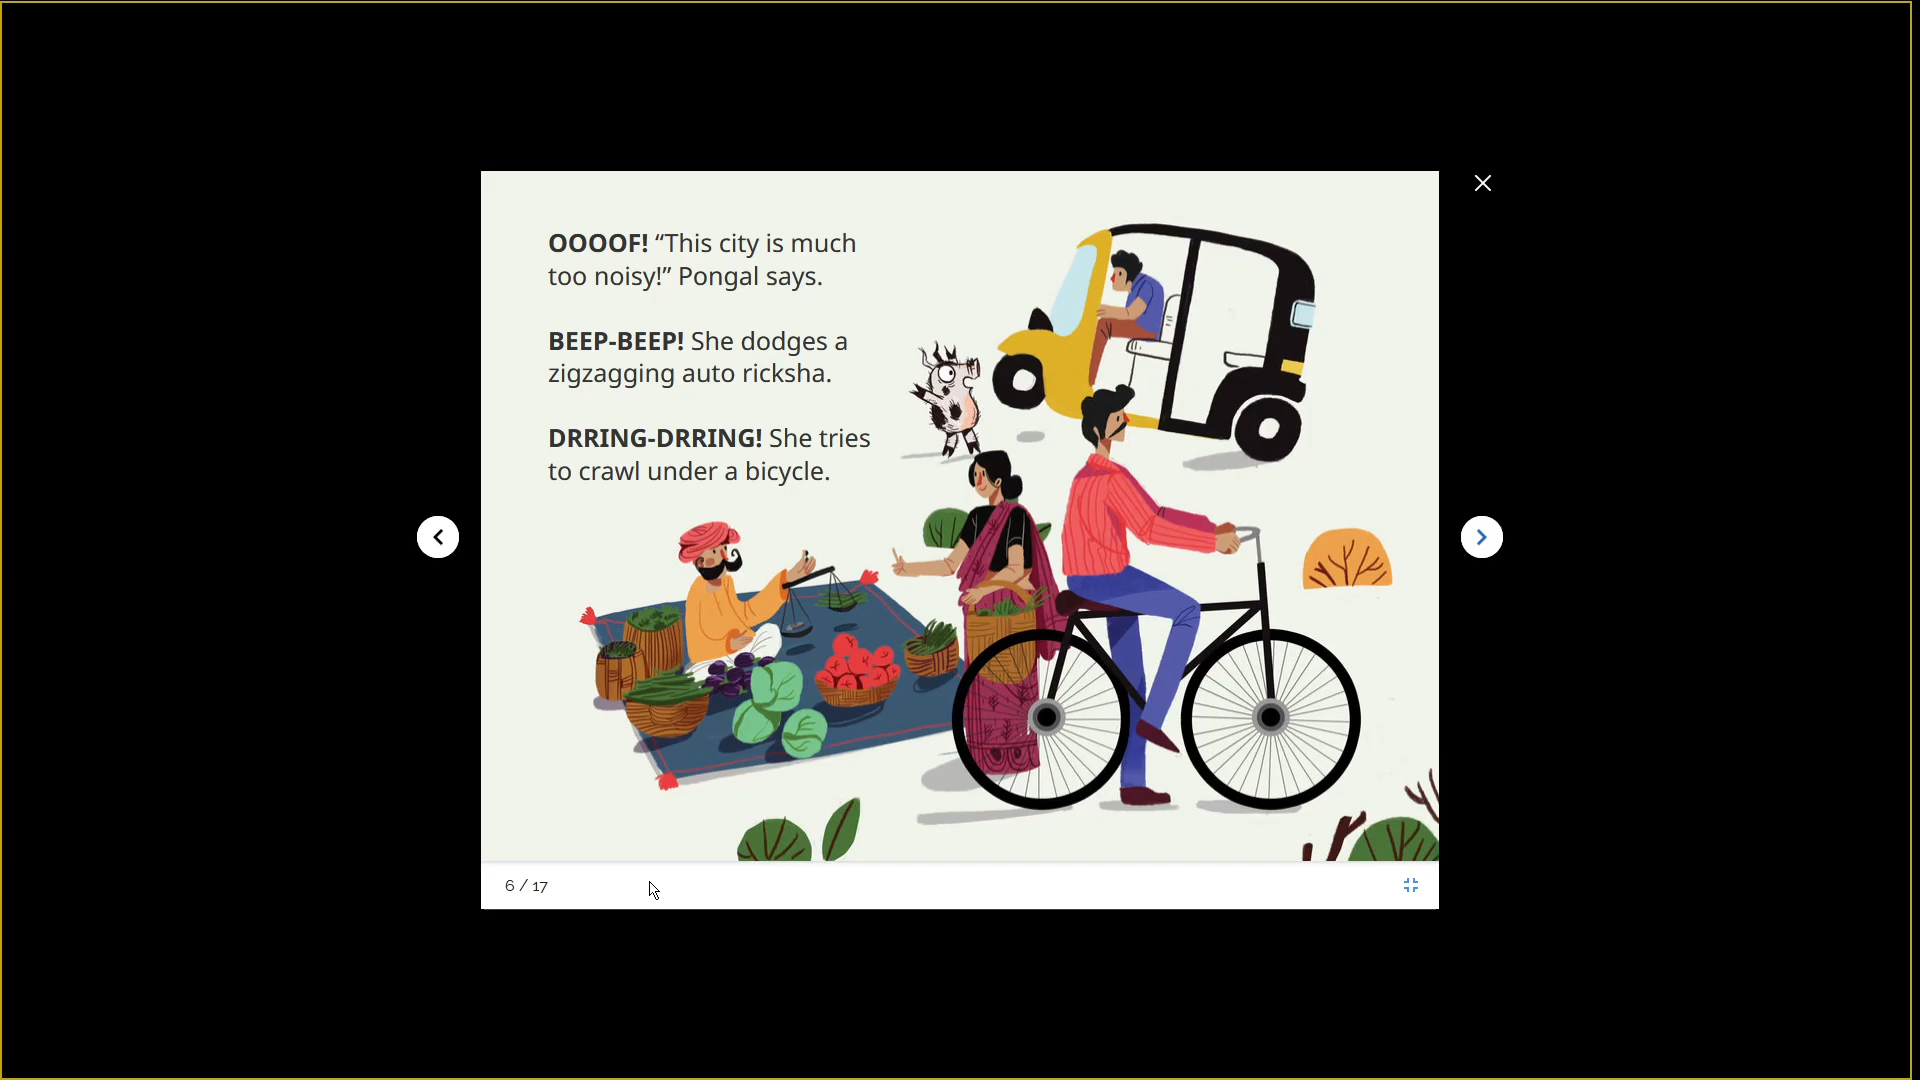 OOOOF! “This city is much
too noisy!” Pongal says.
BEEP-BEEP! She dodges a
zigzagging auto ricksha.
DRRING-DRRING! She tries
to crawl under a bicycle.
6 / 17